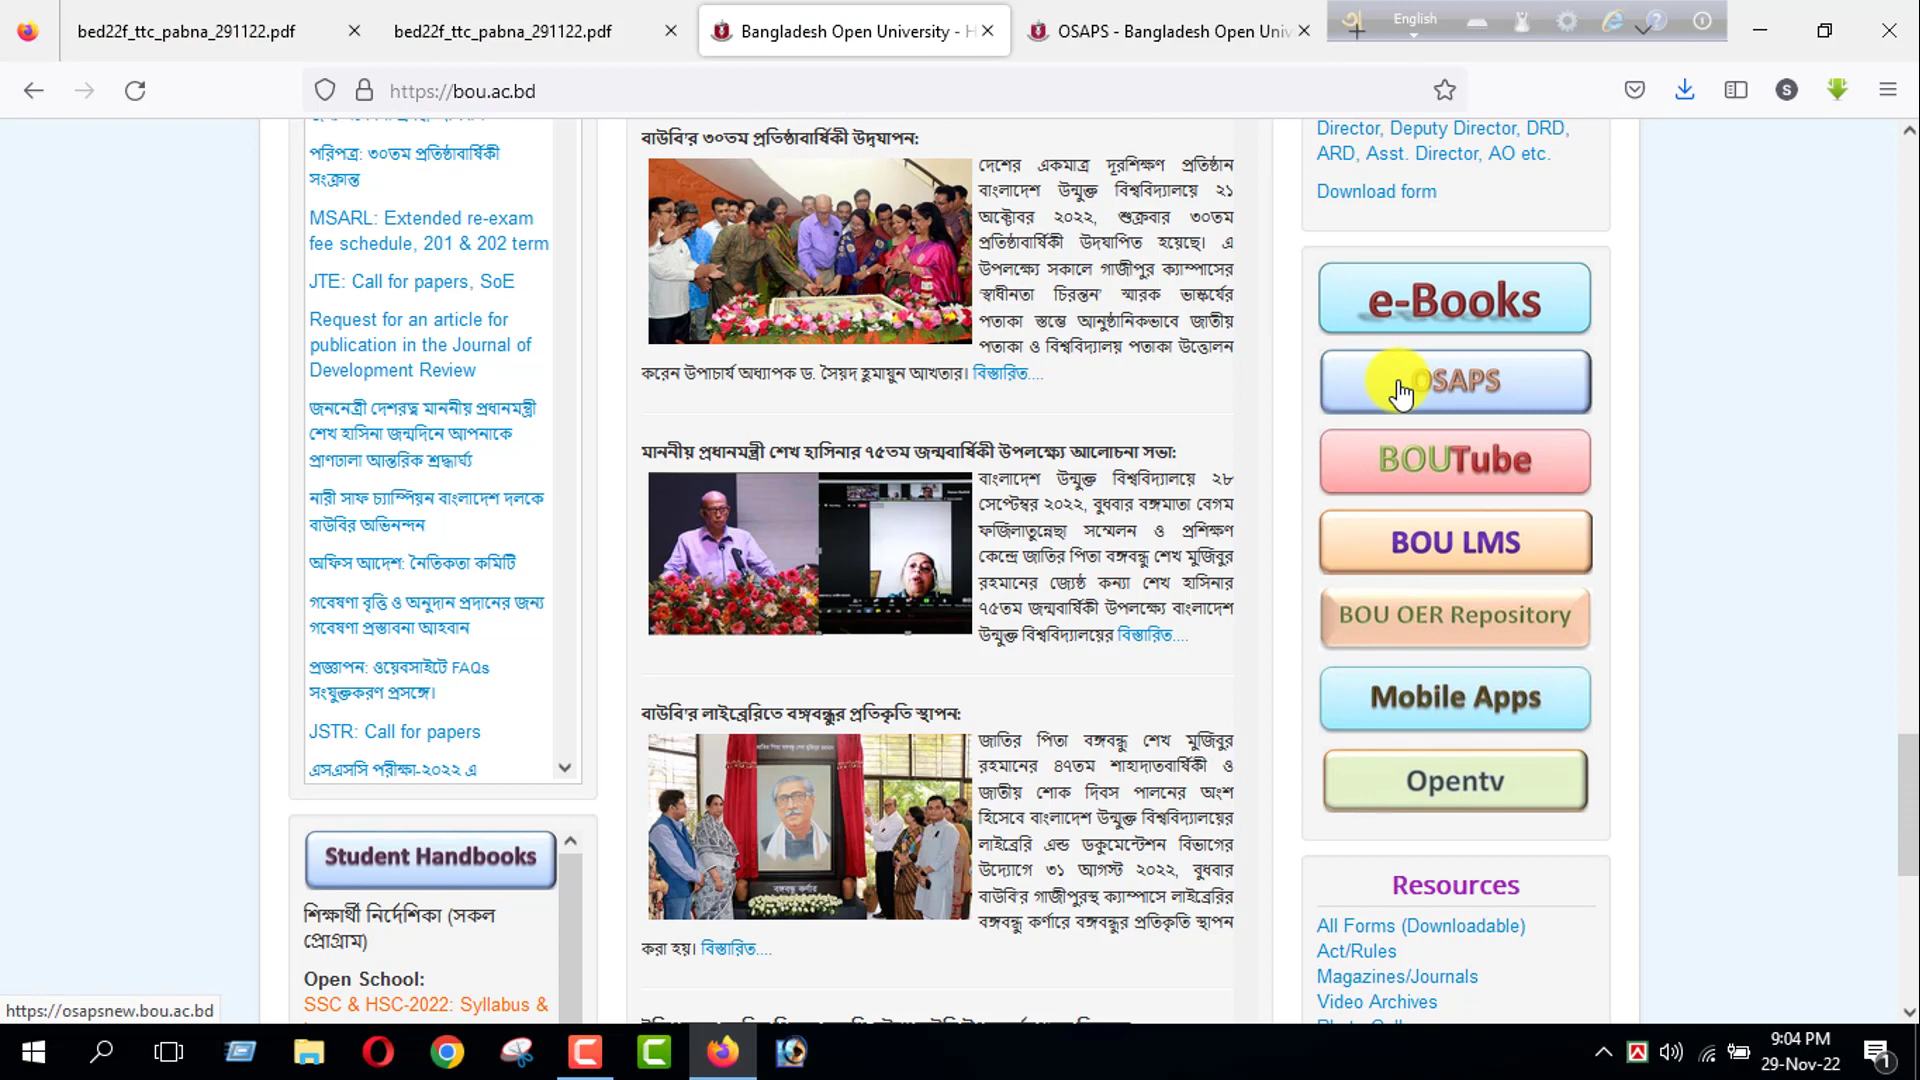 bed22f_ttc_pabna_291122.pdf
bed22f_ttc_pabna_291122.pdf
Bangladesh Open University - H
OSAPS - Bangladesh Open Univ
English
https://bou.ac.bd
পরিপত্র: ৩০তম প্রতিষ্ঠাবার্ষিকী
সংক্রান্ত
MSARL: Extended re-exam
fee schedule, 201 & 202 term
JTE: Call for papers, SoE
Request for an article for
publication in the Journal of
Development Review
জননেত্রী দেশরত্ন মাননীয় প্রধানমন্ত্রী
শেখ হাসিনা জন্মদিনে আপনাকে
প্রাণঢালা আন্তরিক শ্রদ্ধার্ঘ্য
নারী সাফ চ্যাম্পিয়ন বাংলাদেশ দলকে
বাউবির অভিনন্দন
অফিস আদেশ: নৈতিকতা কমিটি
গবেষণা বৃত্তি ও অনুদান প্রদানের জন্য
গবেষণা প্রস্তাবনা আহবান
প্রজ্ঞাপন: ওয়েবসাইটে FAQs
সংযুক্তকরণ প্রসঙ্গে।
JSTR: Call for papers
এসএসসি পরীক্ষা-২০২২ এ
Student Handbooks
শিক্ষার্থী নির্দেশিকা (সকল
প্রোগ্রাম)
Open School:
SSC & HSC-2022: Syllabus &
বাউবি'র ৩০তম প্রতিষ্ঠাবার্ষিকী উদ্‌যাপন:
দেশের একমাত্র দূরশিক্ষণ প্রতিষ্ঠান
বাংলাদেশ উন্মুক্ত বিশ্ববিদ্যালয়ে ২১
অক্টোবর ২০২২, শুক্রবার ৩০তম
প্রতিষ্ঠাবার্ষিকী উদযাপিত হয়েছে। এ
উপলক্ষ্যে সকালে গাজীপুর ক্যাম্পাসের
'স্বাধীনতা চিরন্তন' স্মারক ভাস্কর্যের
পতাকা স্তম্ভে আনুষ্ঠানিকভাবে জাতীয়
পতাকা ও বিশ্ববিদ্যালয় পতাকা উত্তোলন
করেন উপাচার্য অধ্যাপক ড. সৈয়দ হুমায়ুন আখতার। বিস্তারিত....
মাননীয় প্রধানমন্ত্রী শেখ হাসিনার ৭৫তম জন্মবার্ষিকী উপলক্ষ্যে আলোচনা সভা:
বাংলাদেশ উন্মুক্ত বিশ্ববিদ্যালয়ে ২৮
সেপ্টেম্বর ২০২২, বুধবার বঙ্গমাতা বেগম
ফজিলাতুন্নেছা সম্মেলন ও প্রশিক্ষণ
কেন্দ্রে জাতির পিতা বঙ্গবন্ধু শেখ মুজিবুর
রহমানের জ্যেষ্ঠ কন্যা শেখ হাসিনার
৭৫তম জন্মবার্ষিকী উপলক্ষ্যে বাংলাদেশ
উন্মুক্ত বিশ্ববিদ্যালয়ের বিস্তারিত....
বাউবি'র লাইব্রেরিতে বঙ্গবন্ধুর প্রতিকৃতি স্থাপন:
জাতির পিতা বঙ্গবন্ধু শেখ মুজিবুর
রহমানের ৪৭তম শাহাদাতবার্ষিকী ও
জাতীয় শোক দিবস পালনের অংশ
হিসেবে বাংলাদেশ উন্মুক্ত বিশ্ববিদ্যালয়ের
লাইব্রেরি এন্ড ডকুমেন্টেশন বিভাগের
উদ্যোগে ৩১ আগস্ট ২০২২, বুধবার
বাউবি'র গাজীপুরস্থ ক্যাম্পাসে লাইব্রেরির
বঙ্গবন্ধু কর্ণারে বঙ্গবন্ধুর প্রতিকৃতি স্থাপন
করা হয়। বিস্তারিত....
বঙ্গবন্ধু কর্ণার
Director, Deputy Director, DRD,
ARD, Asst. Director, AO etc.
Download form
e-Books
OSAPS
BOUTube
BOU LMS
BOU OER Repository
Mobile Apps
Opentv
Resources
All Forms (Downloadable)
Act/Rules
Magazines/Journals
Video Archives
https://osapsnew.bou.ac.bd
9:04 PM
29-Nov-22
1